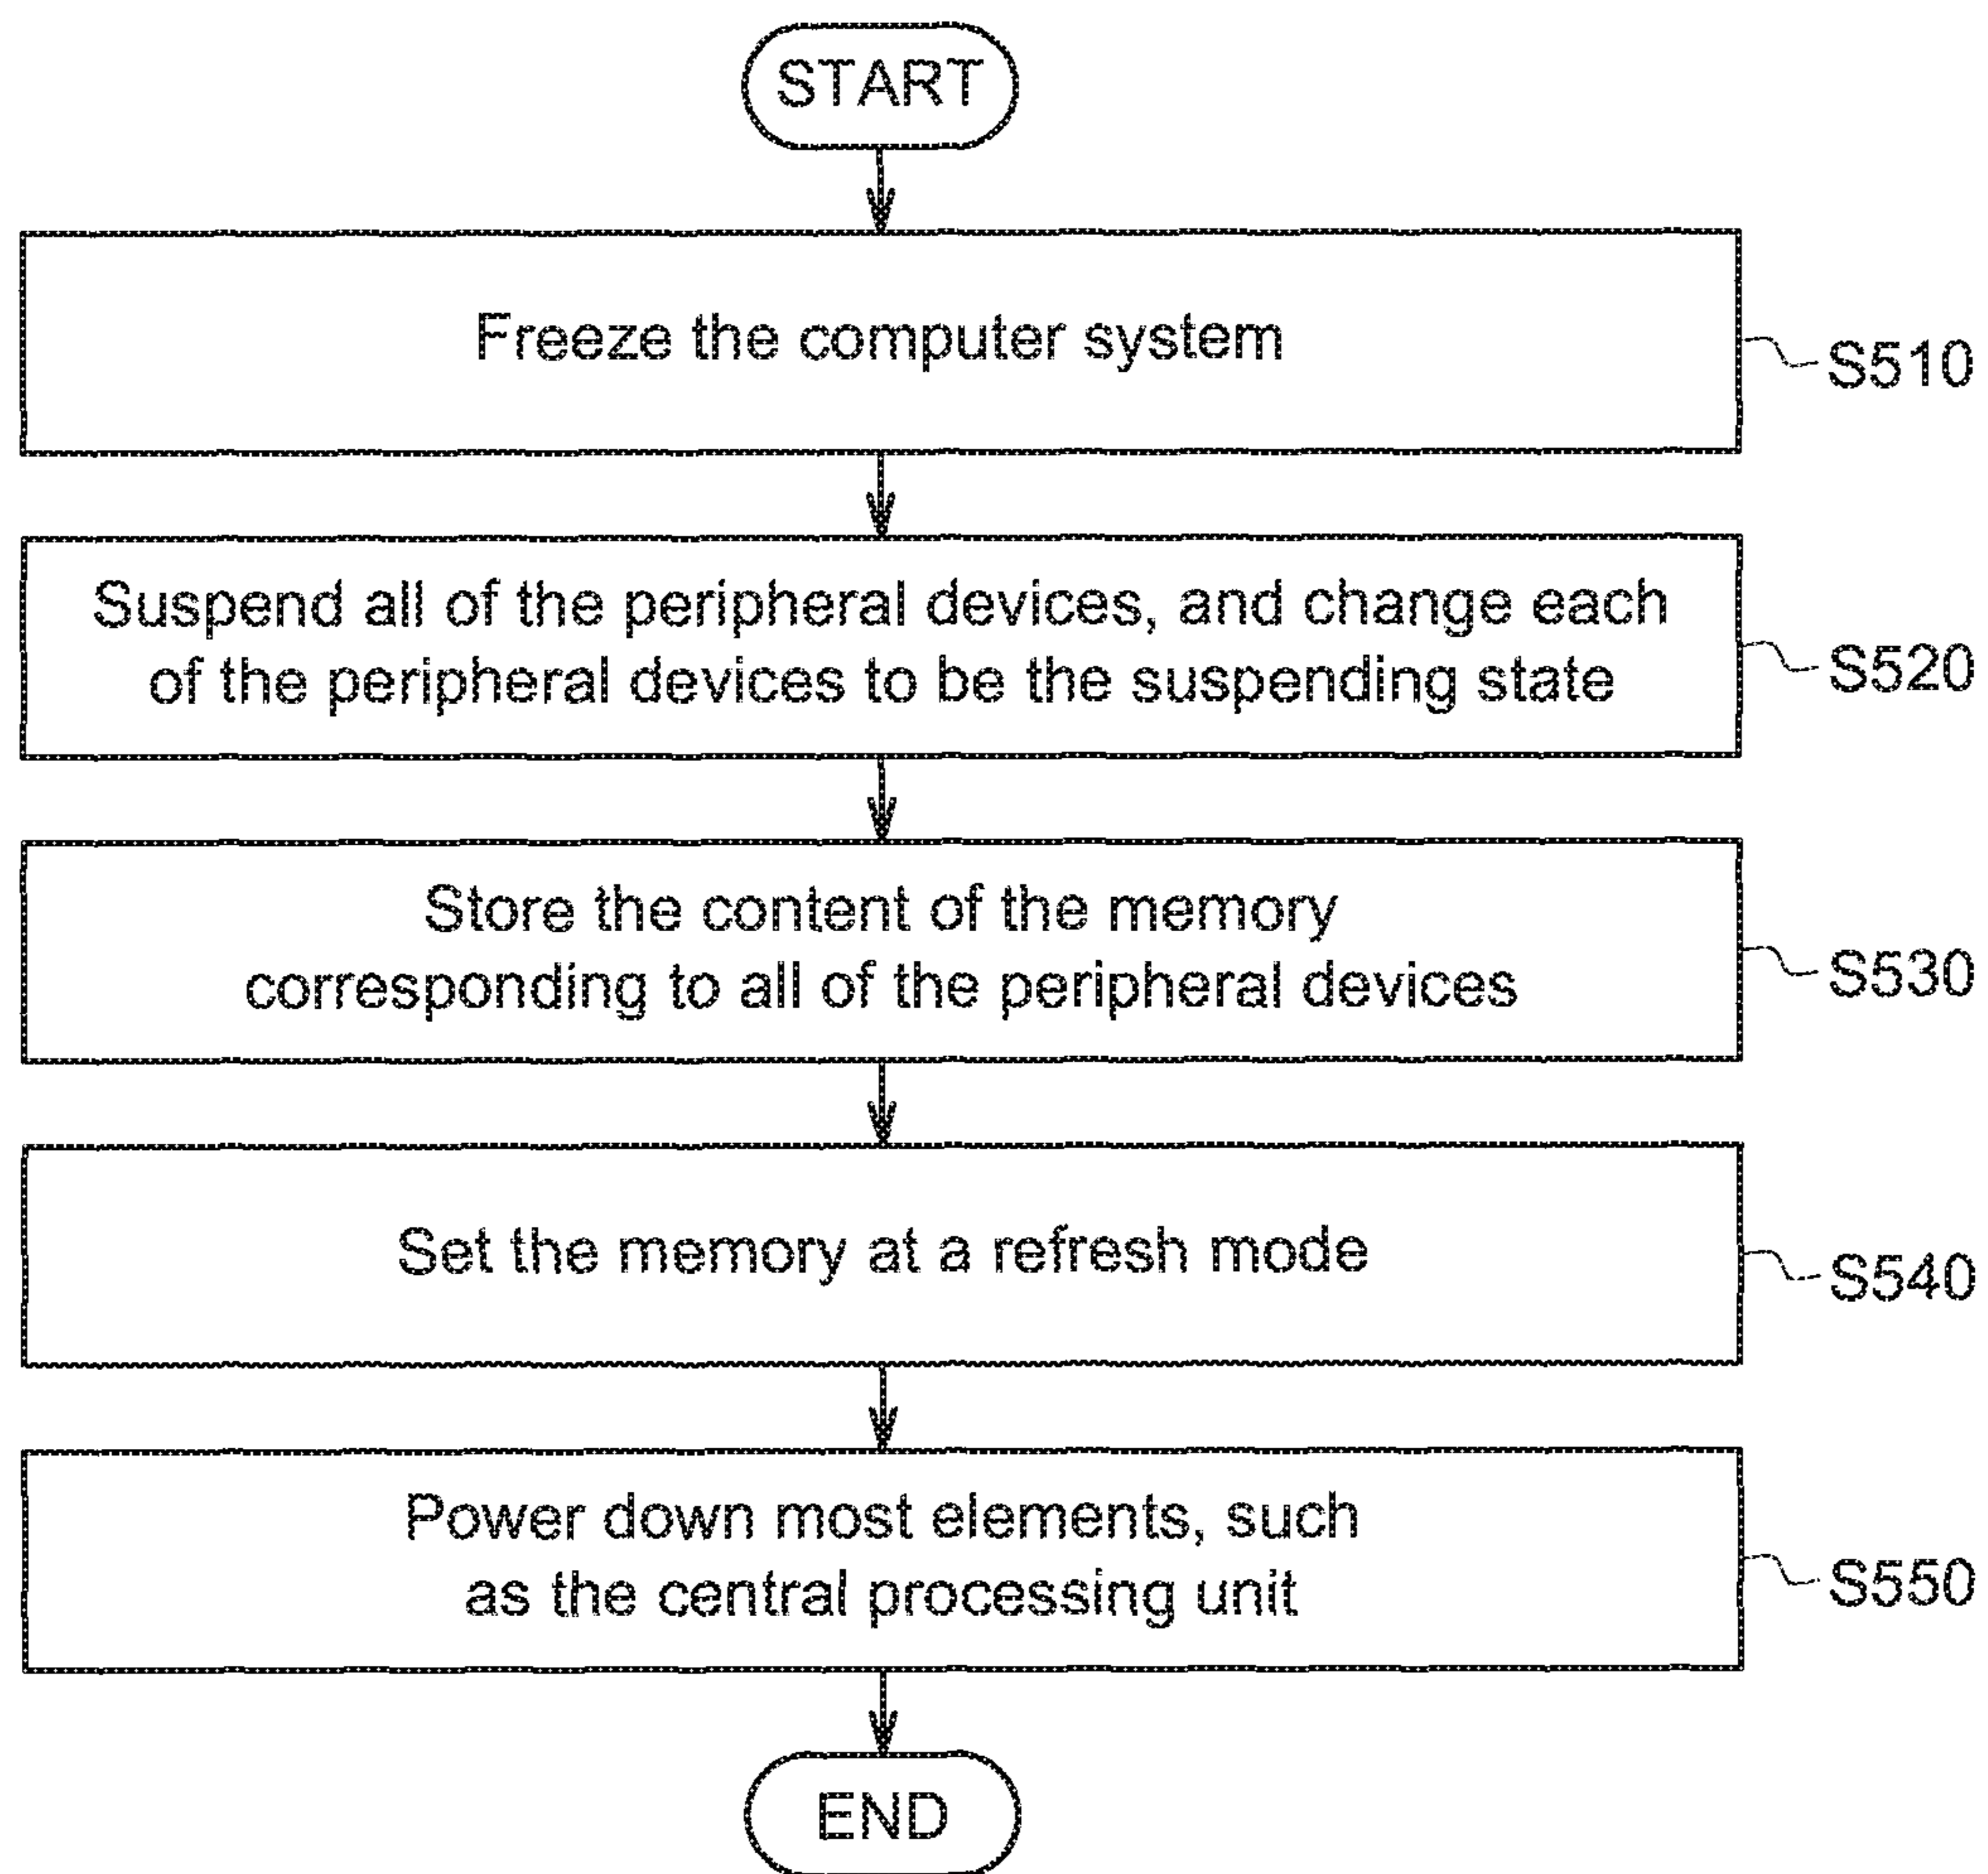 START
Freeze the computer system
S510
Suspend all of the peripheral devices, and change each
of the peripheral devices to be the suspending state
S520
Store the content of the memory
corresponding to all of the peripheral devices
S530
Set the memory at a refresh mode
S540
Power down most elements, such
as the central processing unit
S550
END